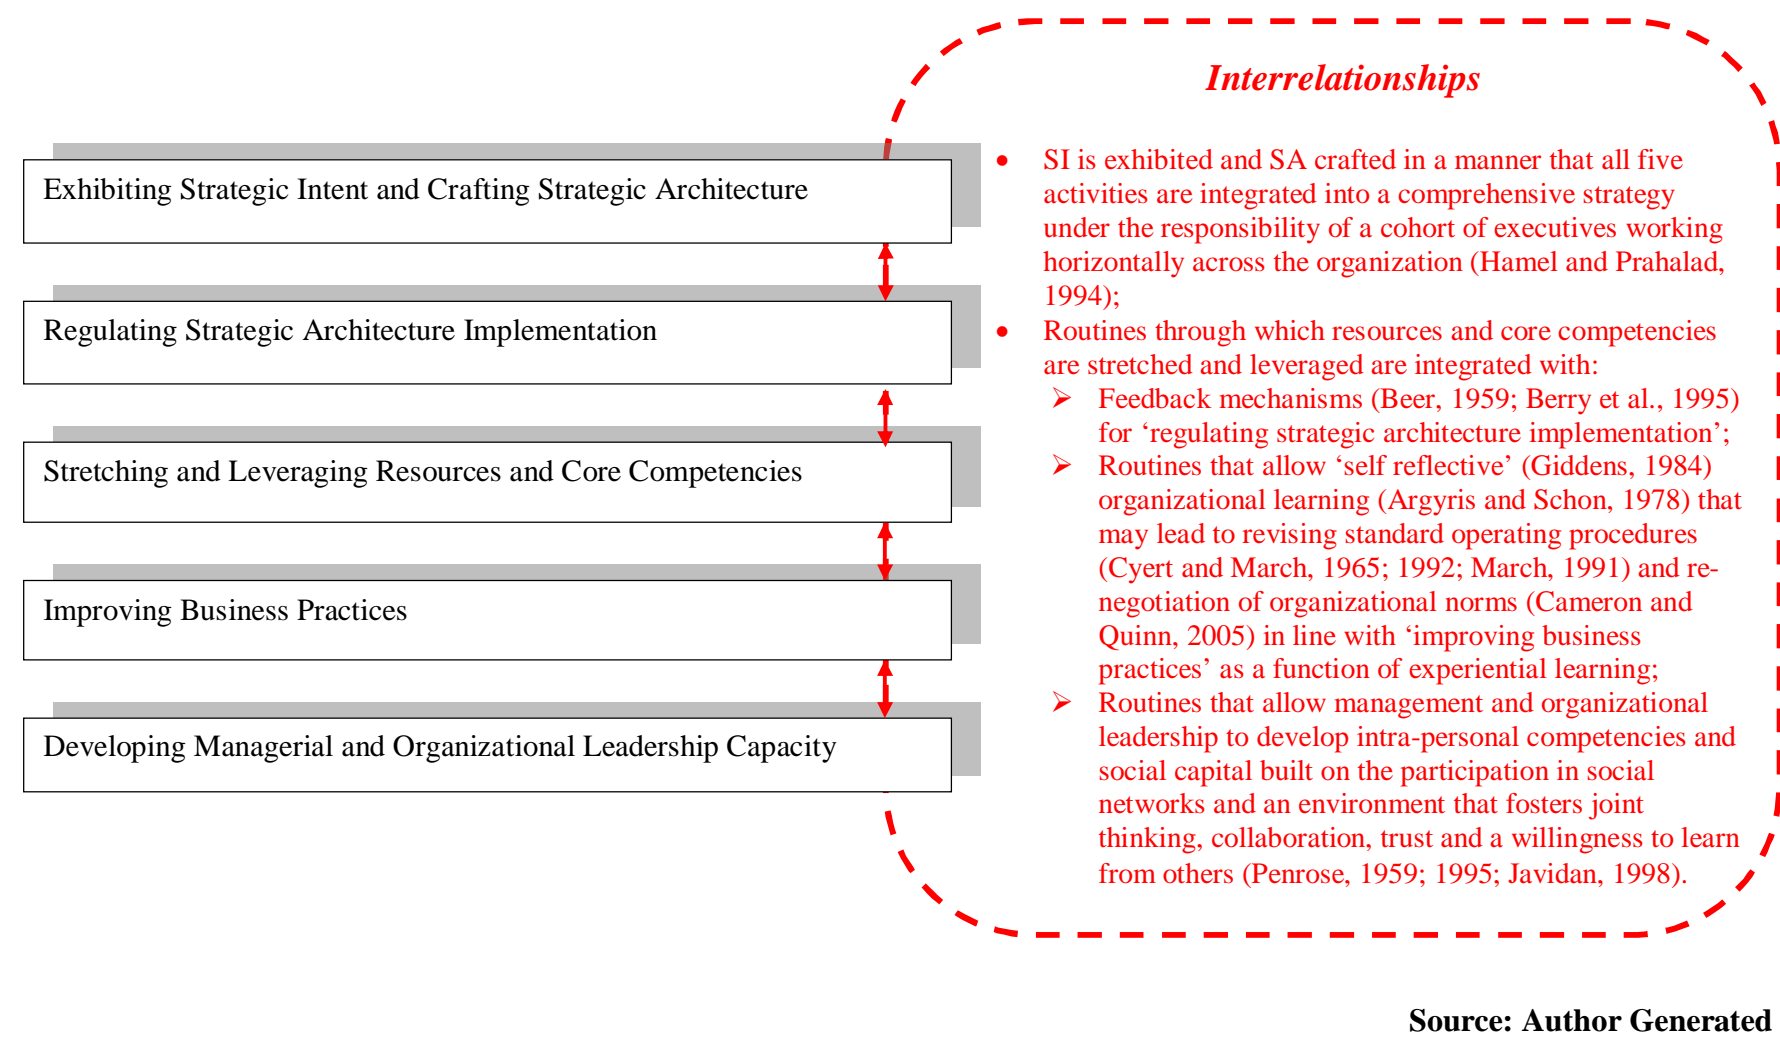 Interrelationships
Exhibiting Strategic Intent and Crafting Strategic Architecture
Regulating Strategic Architecture Implementation
Stretching and Leveraging Resources and Core Competencies
Improving Business Practices
Developing Managerial and Organizational Leadership Capacity
• SI is exhibited and SA crafted in a manner that all five
activities are integrated into a comprehensive strategy
under the responsibility of a cohort of executives working
horizontally across the organization (Hamel and Prahalad,
1994);
• Routines through which resources and core competencies
are stretched and leveraged are integrated with:
➢ Feedback mechanisms (Beer, 1959; Berry et al., 1995)
for ‘regulating strategic architecture implementation’;
➢ Routines that allow ‘self reflective’ (Giddens, 1984)
organizational learning (Argyris and Schon, 1978) that
may lead to revising standard operating procedures
(Cyert and March, 1965; 1992; March, 1991) and re-
negotiation of organizational norms (Cameron and
Quinn, 2005) in line with ‘improving business
practices’ as a function of experiential learning;
➢ Routines that allow management and organizational
leadership to develop intra-personal competencies and
social capital built on the participation in social
networks and an environment that fosters joint
thinking, collaboration, trust and a willingness to learn
from others (Penrose, 1959; 1995; Javidan, 1998).
Source: Author Generated